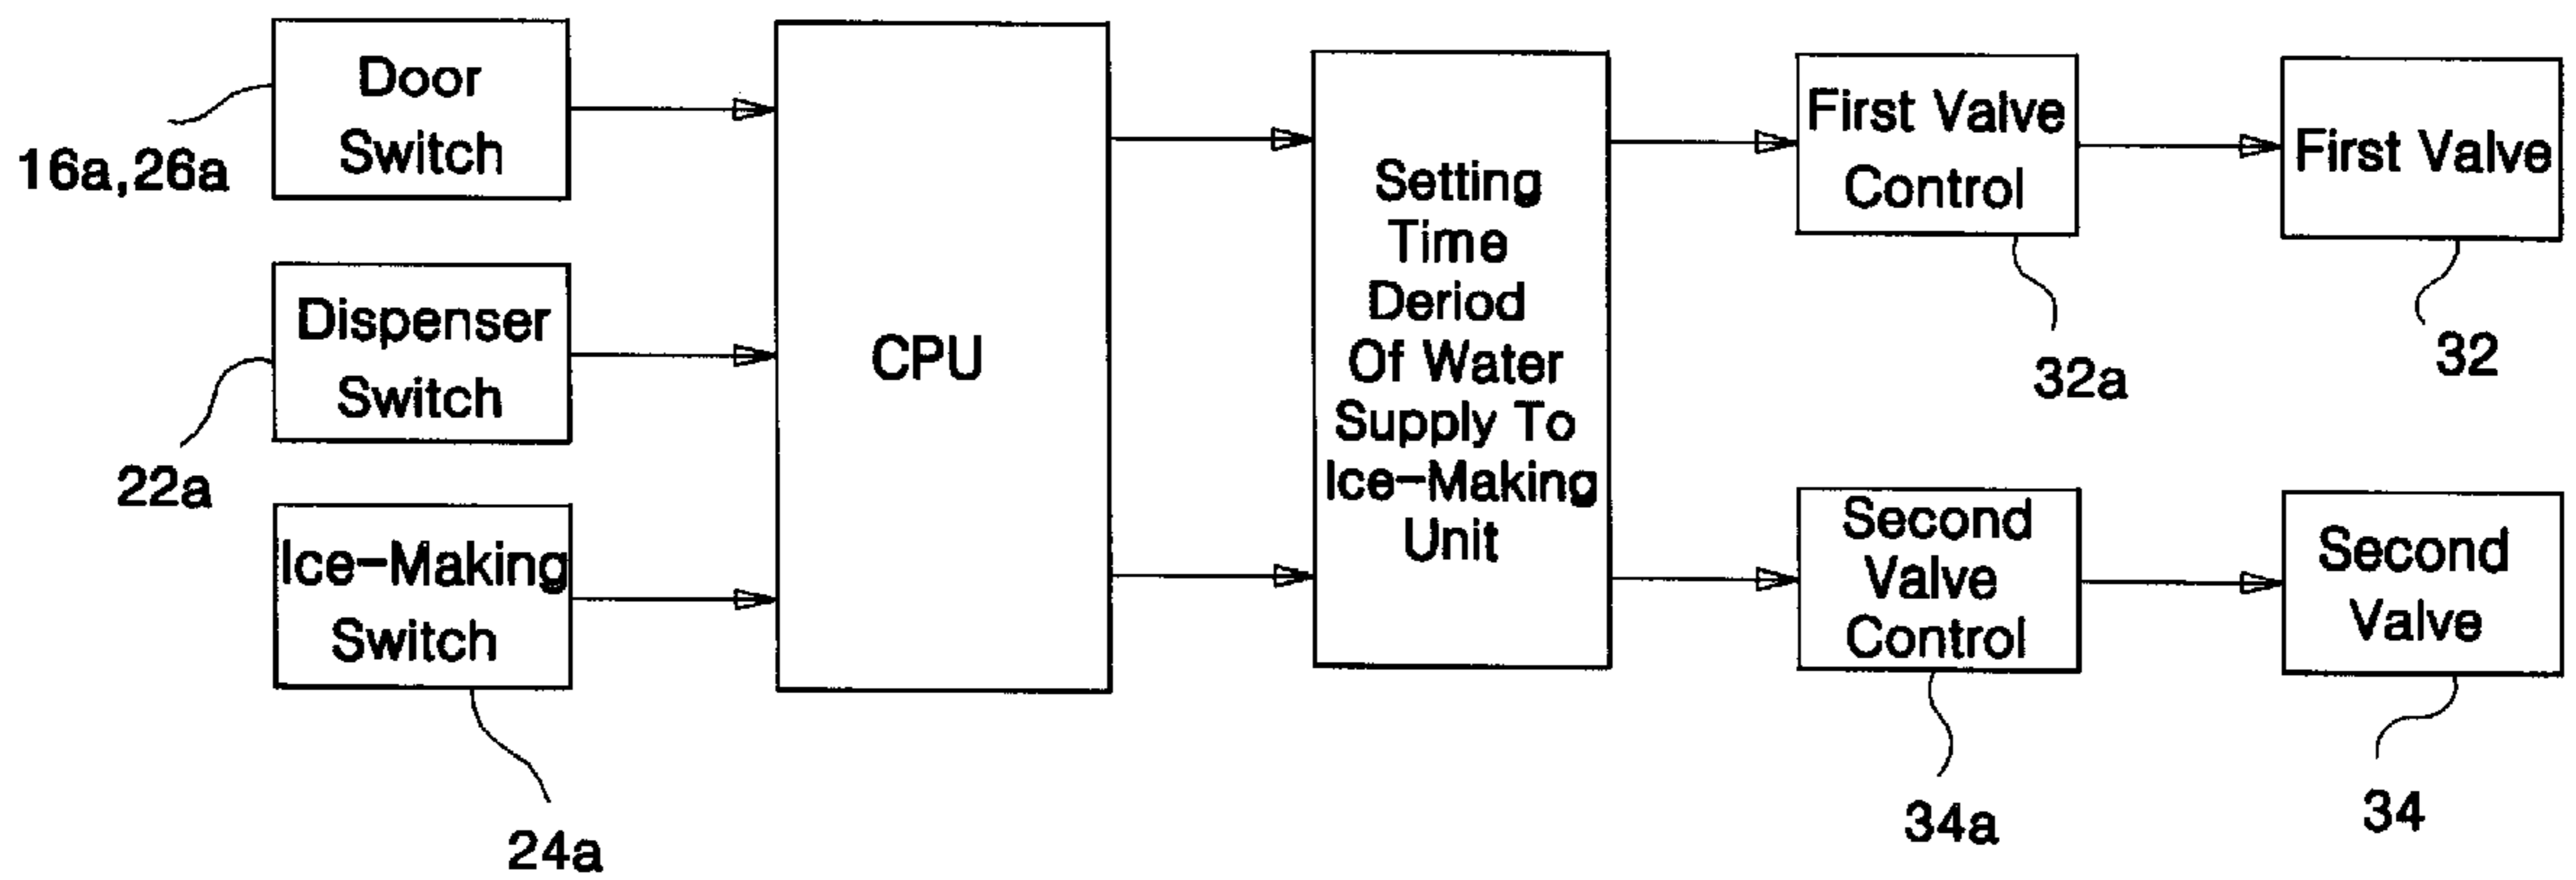 Door
Switch
16a,26a
Dispenser
Switch
22a
Ice-Making
Switch
24a
CPU
Setting
Time
Deriod
Of Water
Supply To
Ice-Making
Unit
First Valve
Control
32a
First Valve
32
Second
Valve
Control
34a
Second
Valve
34